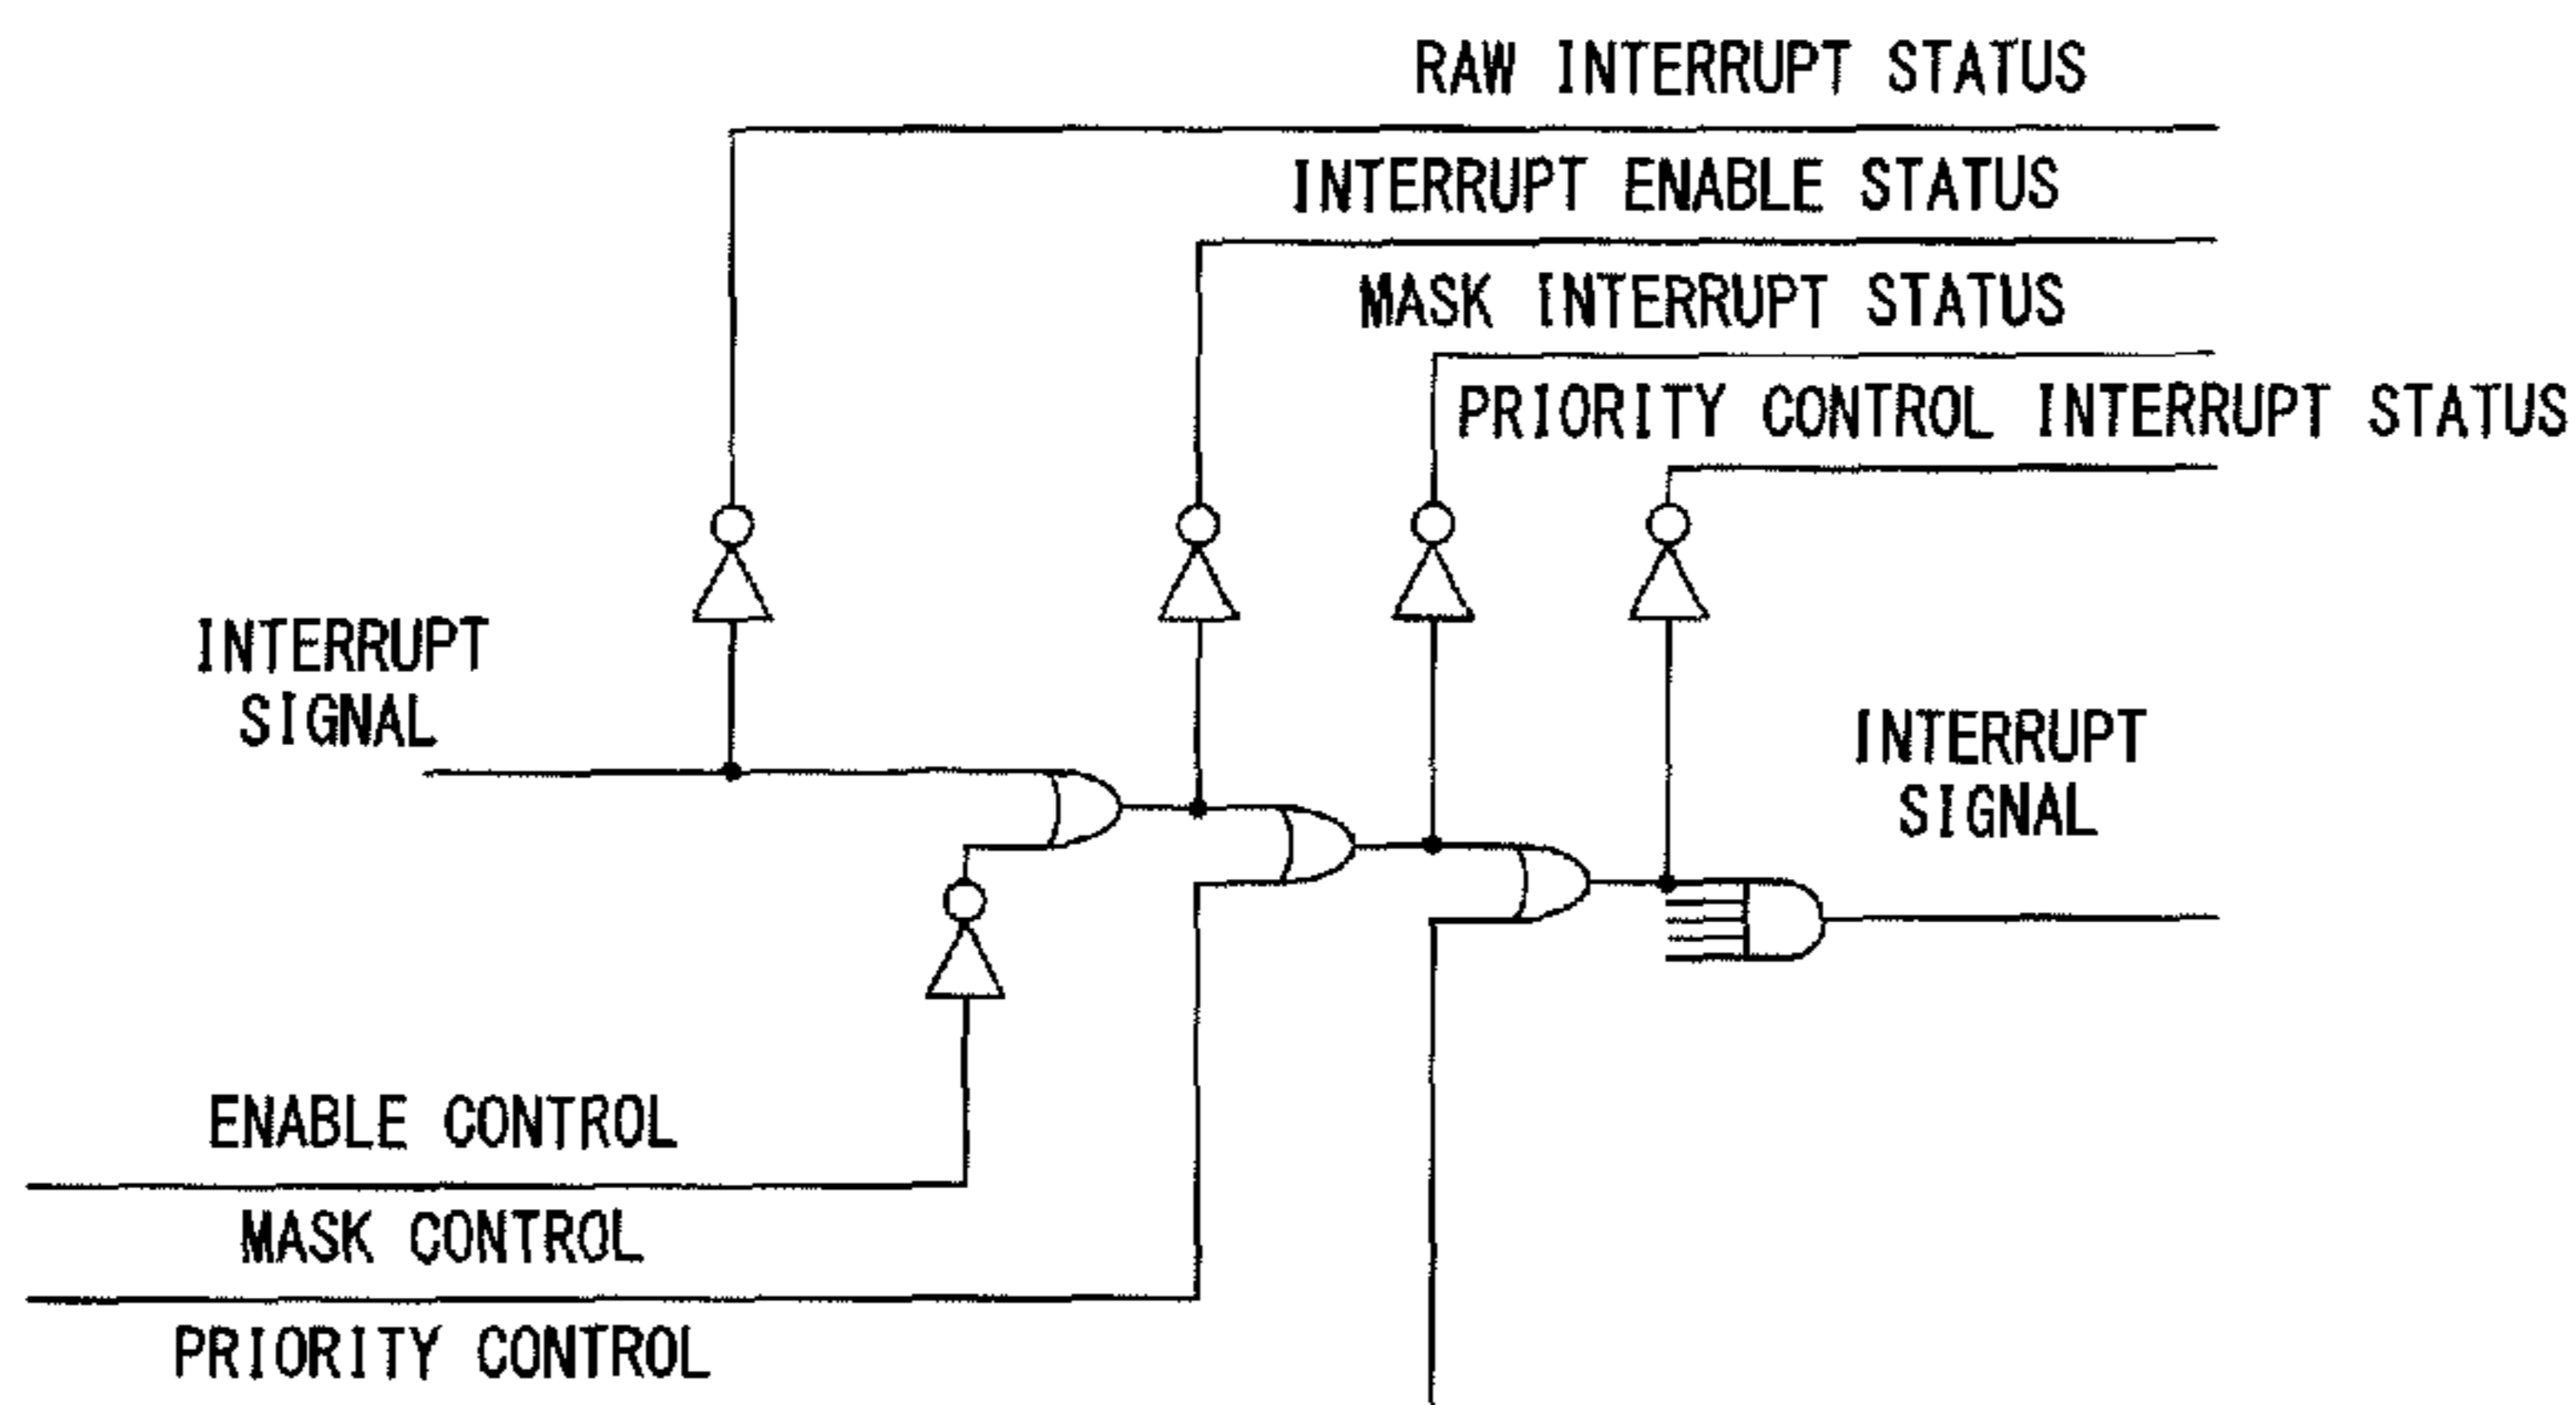 RAW INTERRUPT STATUS
INTERRUPT ENABLE STATUS
MASK INTERRUPT STATUS
PRIORITY CONTROL INTERRUPT STATUS
INTERRUPT
SIGNAL
INTERRUPT
SIGNAL
ENABLE CONTROL
MASK CONTROL
PRIORITY CONTROL